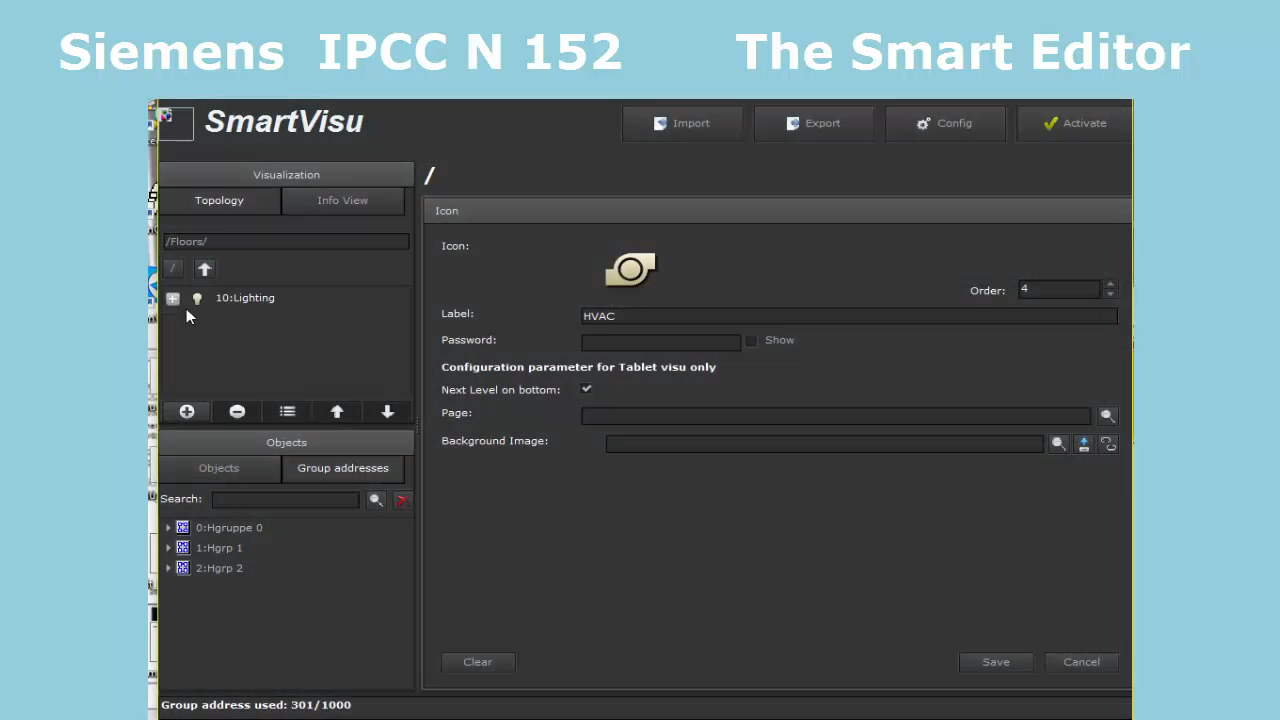 Siemens IPCC N 152 The Smart Editor
SmartVisu
Import
Export
Config
Activate
Visualization
Topology
Info View
/Floors/
/
10:Lighting
Objects
Objects
Group addresses
Search:
0:Hgruppe 0
1:Hgrp 1
2:Hgrp 2
/
Icon
Icon:
Order: 4
Label: HVAC
Password: Show
Configuration parameter for Tablet visu only
Next Level on bottom:
Page:
Background Image:
Clear
Save
Cancel
Group address used: 301/1000